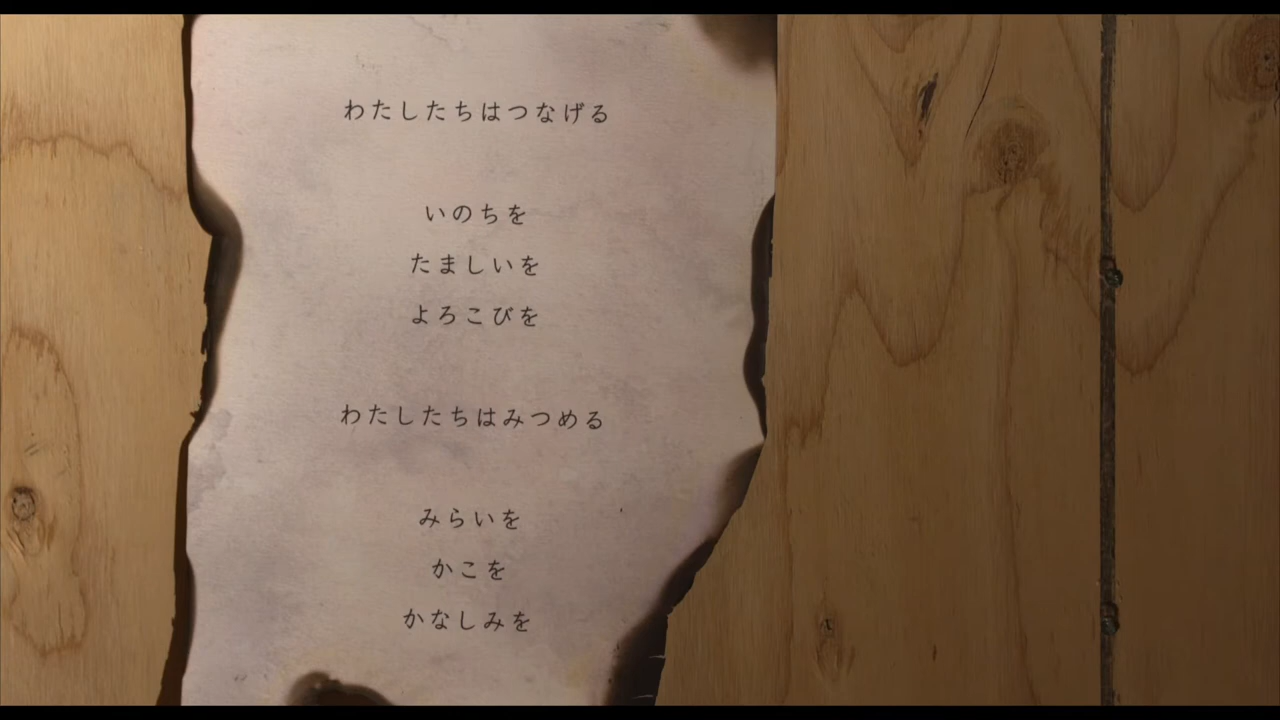 わたしたちはつなげる
いのちを
たましいを
よろこびを
わたしたちはみつめる
みらいを
かこを
かなしみを